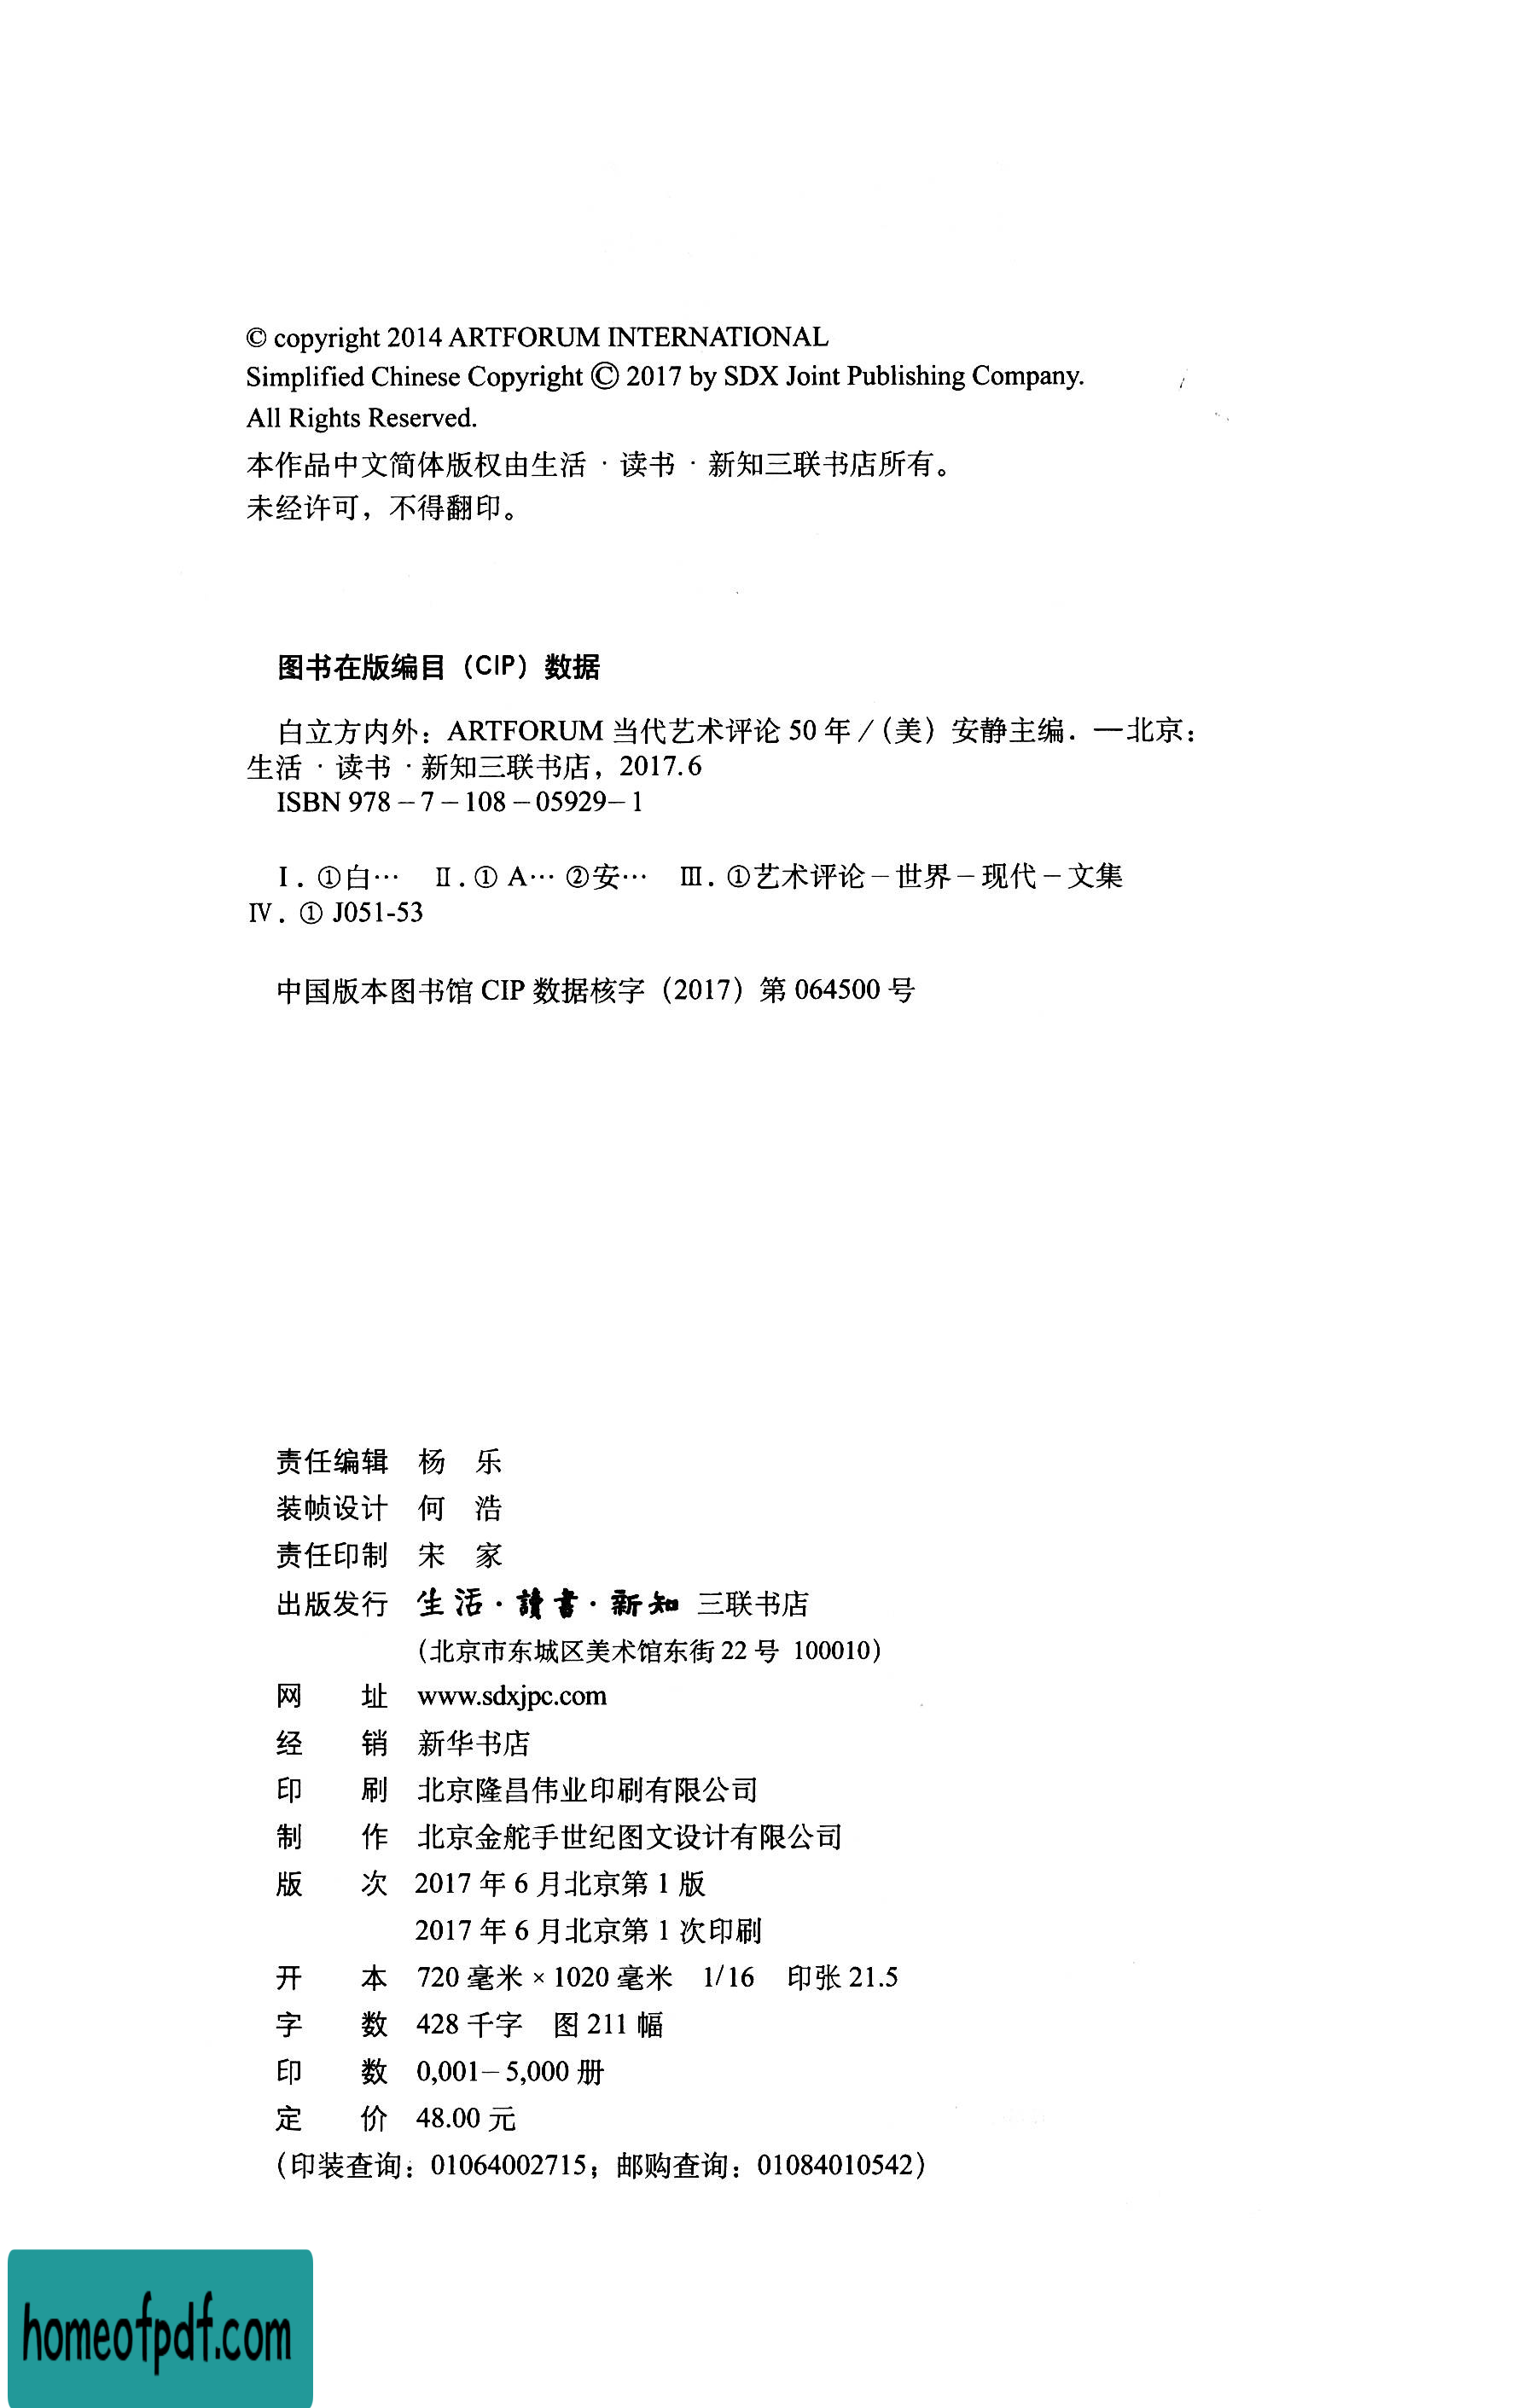 © copyright 2014 ARTFORUM INTERNATIONAL
Simplified Chinese Copyright © 2017 by SDX Joint Publishing Company.
All Rights Reserved.
本作品中文简体版权由生活 · 读书 · 新知三联书店所有。
未经许可，不得翻印。
图书在版编目（CIP）数据
白立方内外：ARTFORUM 当代艺术评论 50 年 /（美）安静主编．—北京：
生活 · 读书 · 新知三联书店，2017.6
ISBN 978－7－108－05929－1
Ⅰ．①白… Ⅱ．① A… ②安… Ⅲ．①艺术评论－世界－现代－文集
Ⅳ．① J051-53
中国版本图书馆 CIP 数据核字（2017）第 064500 号
责任编辑 杨 乐
装帧设计 何 浩
责任印制 宋 家
出版发行 生活·讀書·新知 三联书店
（北京市东城区美术馆东街 22 号 100010）
网 址 www.sdxjpc.com
经 销 新华书店
印 刷 北京隆昌伟业印刷有限公司
制 作 北京金舵手世纪图文设计有限公司
版 次 2017 年 6 月北京第 1 版
2017 年 6 月北京第 1 次印刷
开 本 720 毫米 × 1020 毫米 1/16 印张 21.5
字 数 428 千字 图 211 幅
印 数 0,001－5,000 册
定 价 48.00 元
（印装查询：01064002715；邮购查询：01084010542）
homeofpdf.com